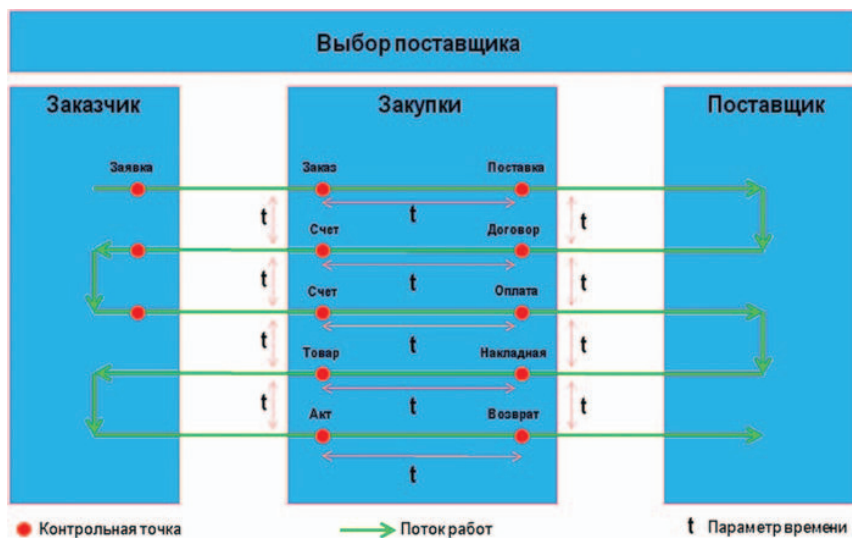 Выбор поставщика
Заказчик Закупки Поставщик
Заявка Заказ Поставка
t t t
Счет Договор
t t t
Счет Оплата
t t t
Товар Накладная
t t t
Акт Возврат
t
Контрольная точка Поток работ t Параметр времени